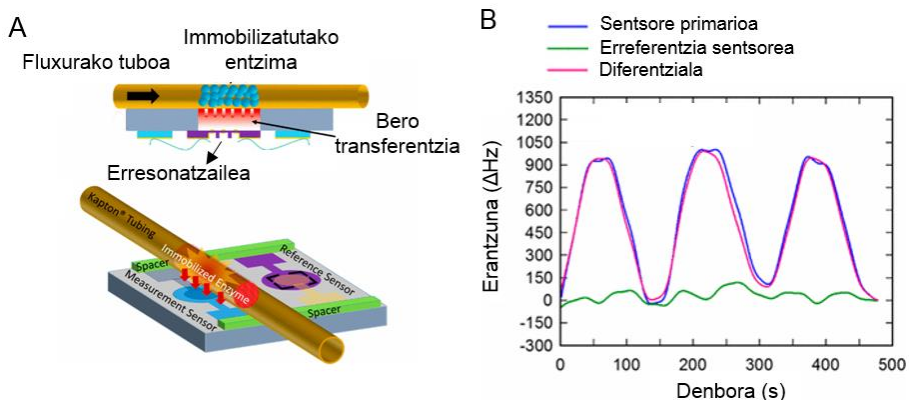 A
Fluxurako tuboa
Immobilizatutako
entzima
Bero
transferentzia
Erresonatzailea
Kapton® Tubing
Immobilized Enzyme
Spacer
Measurement Sensor
Reference Sensor
Spacer
B
Sentsore primarioa
Erreferentzia sentsorea
Diferentziala
Erantzuna (ΔHz)
1350
1200
1050
900
750
600
450
300
150
0
-150
-300
0 100 200 300 400 500
Denbora (s)